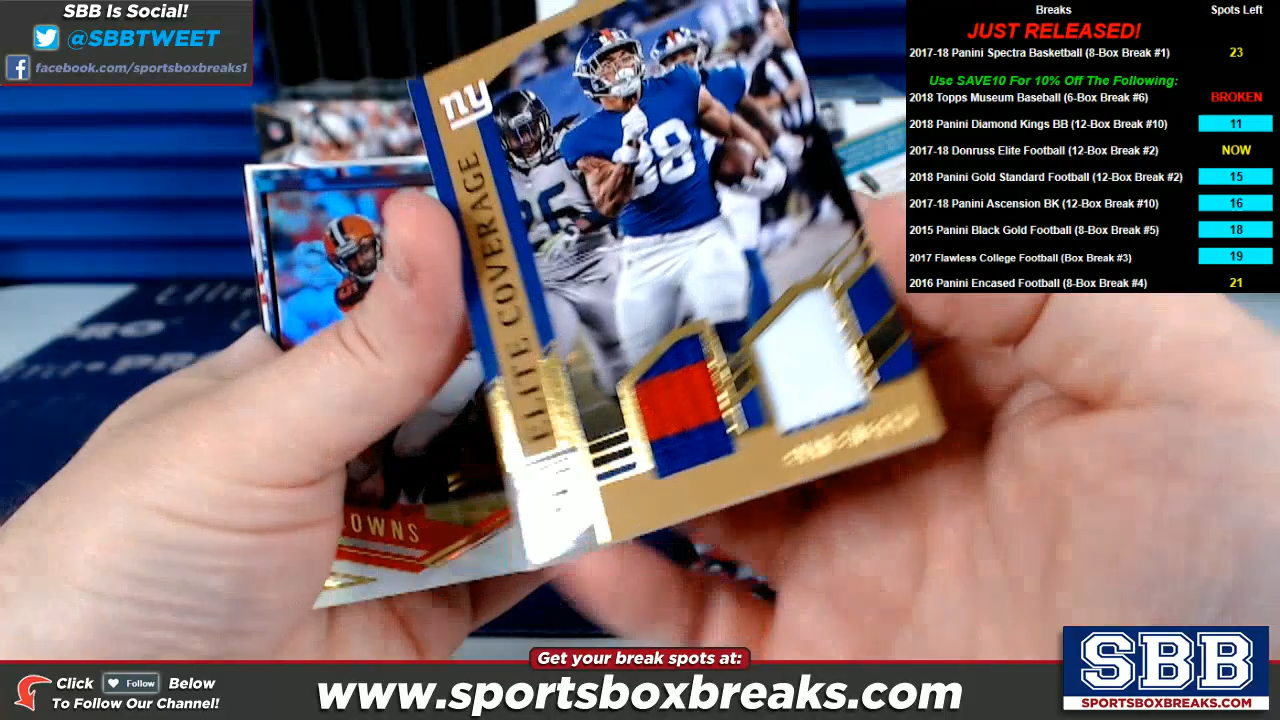 SBB Is Social!
@SBBTWEET
facebook.com/sportsboxbreaks1
Breaks Spots Left
JUST RELEASED!
2017-18 Panini Spectra Basketball (8-Box Break #1) 23
Use SAVE10 For 10% Off The Following:
2018 Topps Museum Baseball (6-Box Break #6) BROKEN
2018 Panini Diamond Kings BB (12-Box Break #10) 11
2017-18 Donruss Elite Football (12-Box Break #2) NOW
2018 Panini Gold Standard Football (12-Box Break #2) 15
2017-18 Panini Ascension BK (12-Box Break #10) 16
2015 Panini Black Gold Football (8-Box Break #5) 18
2017 Flawless College Football (Box Break #3) 19
2016 Panini Encased Football (8-Box Break #4) 21
ny
ELITE COVERAGE
88
OWNS
Get your break spots at:
www.sportsboxbreaks.com
Click Follow Below
To Follow Our Channel!
SBB
SPORTSBOXBREAKS.COM